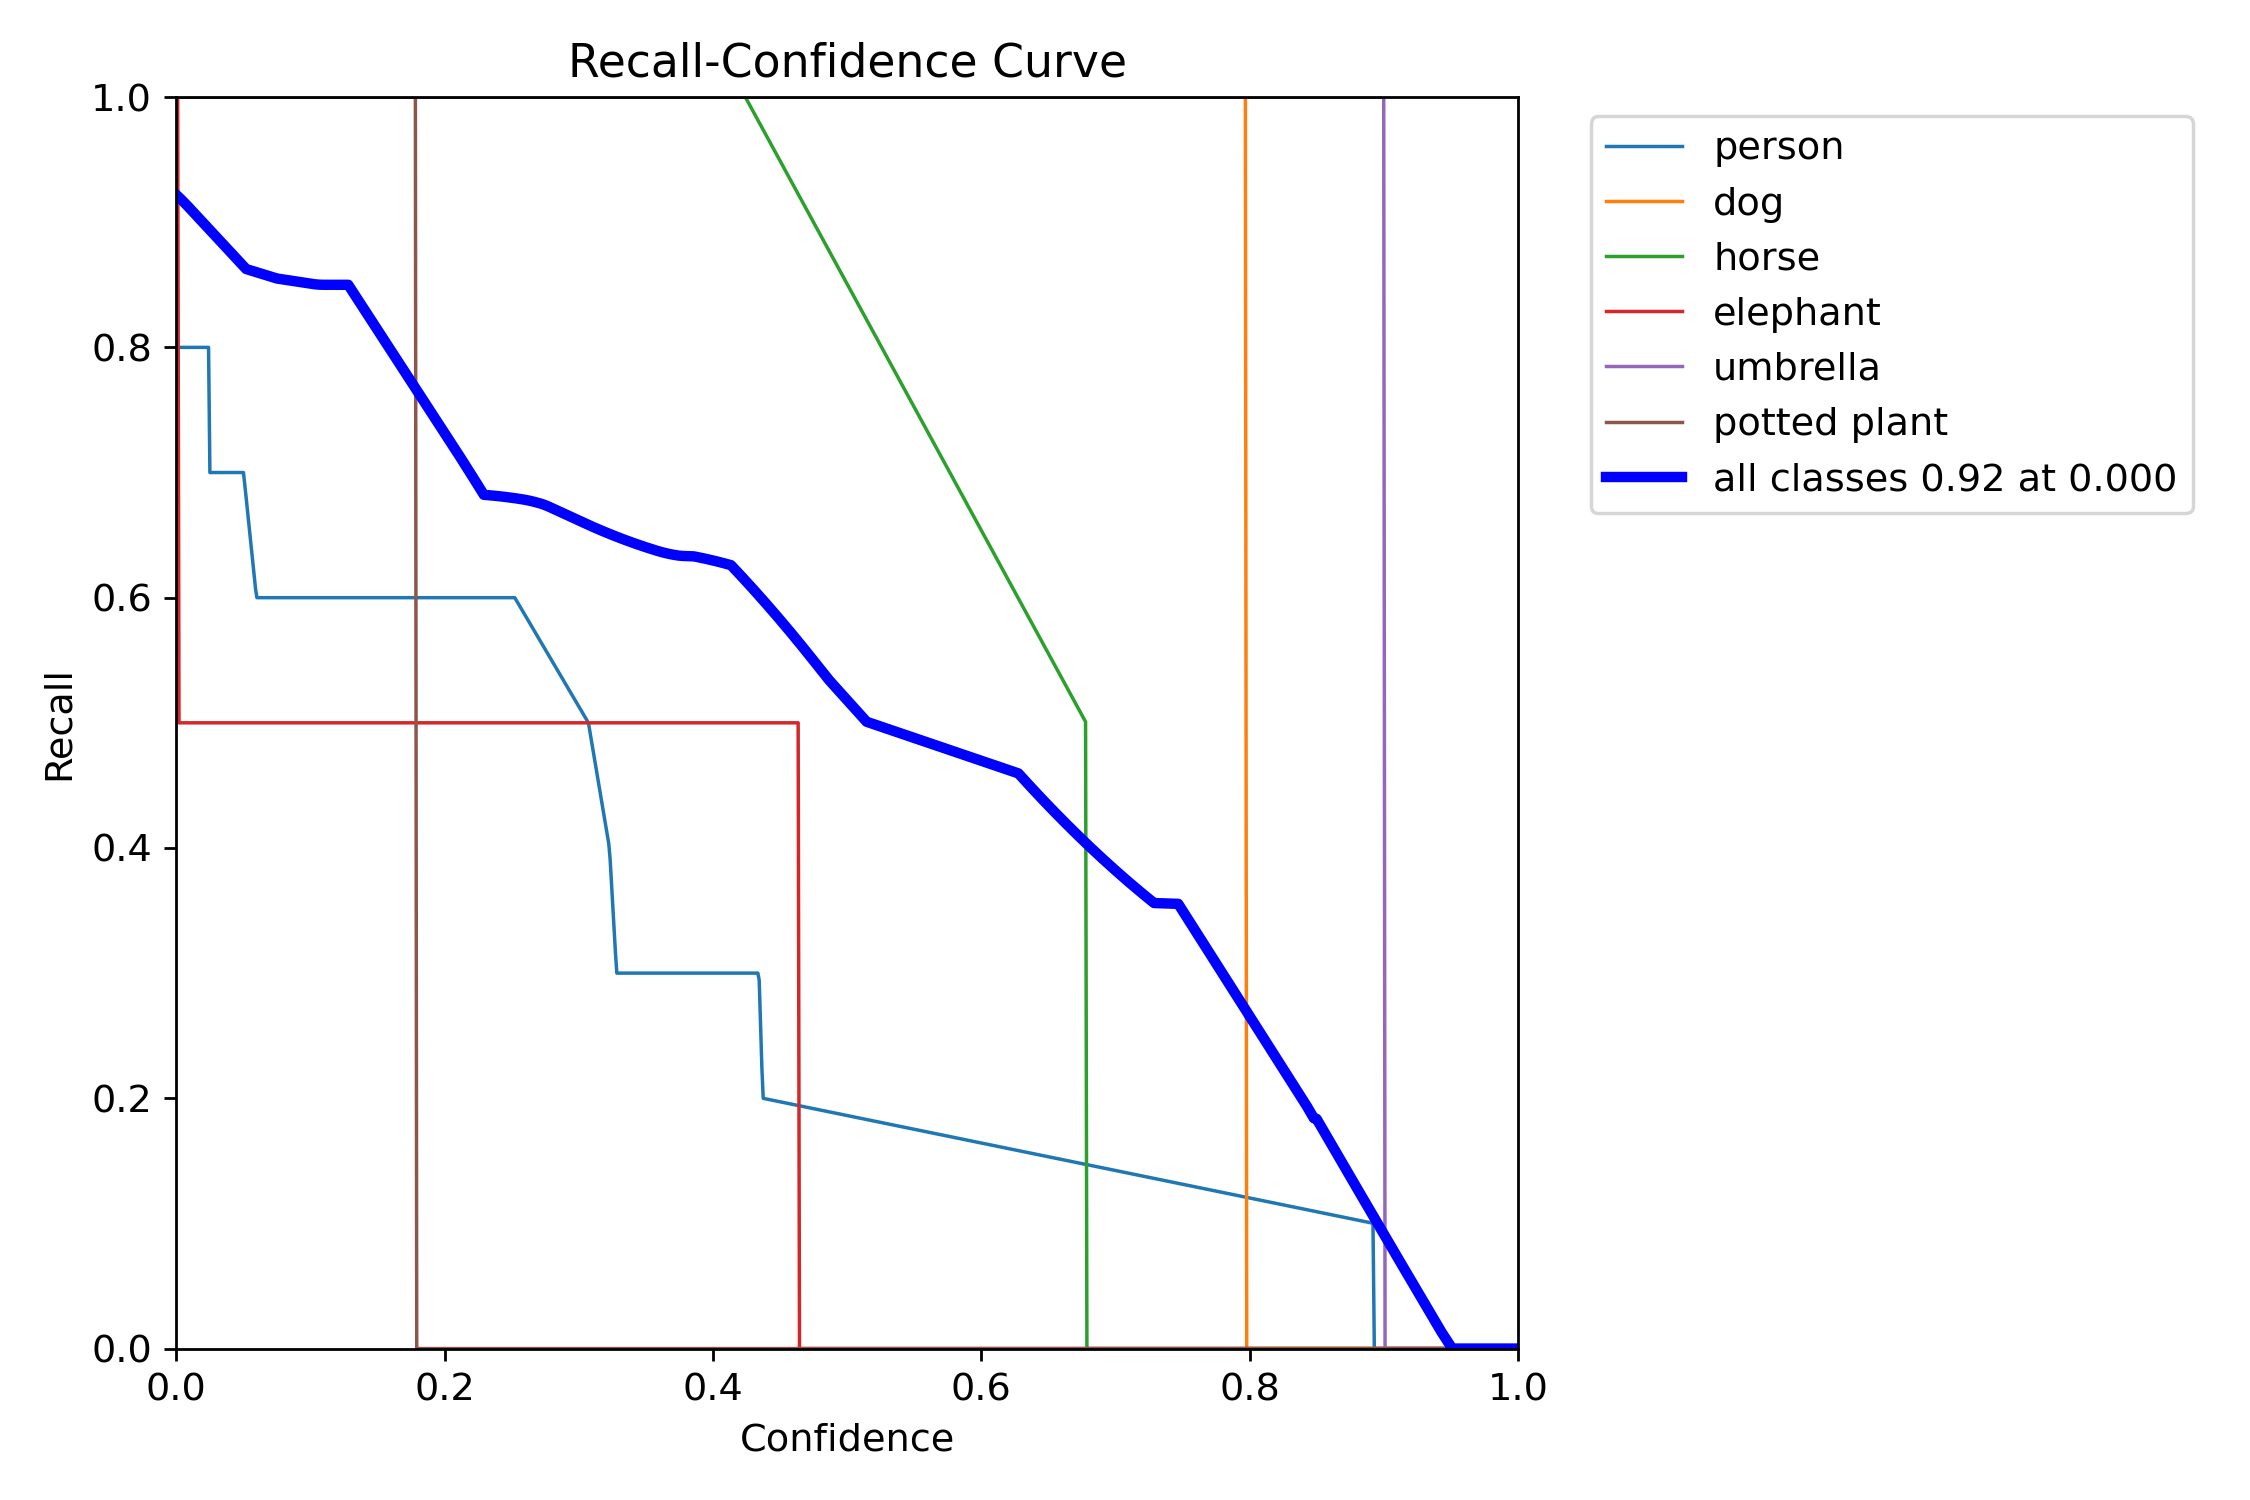 Recall-Confidence Curve
1.0
0.8
0.6
0.4
0.2
0.0
Recall
0.0 0.2 0.4 0.6 0.8 1.0
Confidence
person
dog
horse
elephant
umbrella
potted plant
all classes 0.92 at 0.000